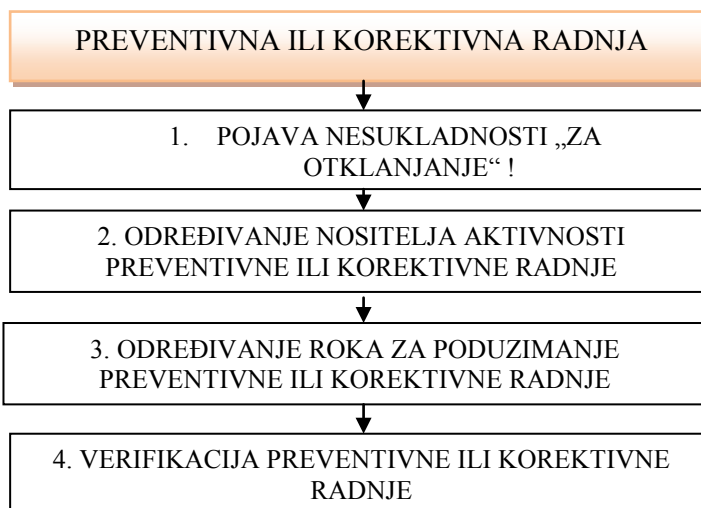 PREVENTIVNA ILI KOREKTIVNA RADNJA
1. POJAVA NESUKLADNOSTI „ZA
OTKLANJANJE“ !
2. ODREĐIVANJE NOSITELJA AKTIVNOSTI
PREVENTIVNE ILI KOREKTIVNE RADNJE
3. ODREĐIVANJE ROKA ZA PODUZIMANJE
PREVENTIVNE ILI KOREKTIVNE RADNJE
4. VERIFIKACIJA PREVENTIVNE ILI KOREKTIVNE
RADNJE